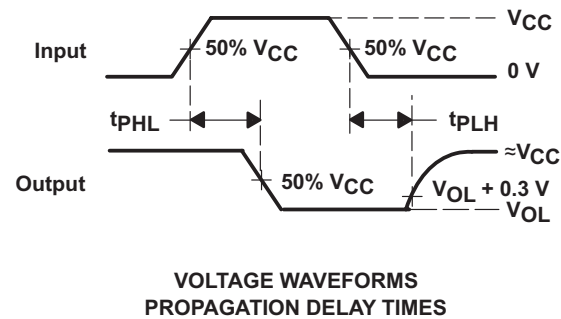 VCC
Input
50% VCC
50% VCC
0 V
tPHL
tPLH
≈VCC
Output
50% VCC
VOL + 0.3 V
VOL
VOLTAGE WAVEFORMS
PROPAGATION DELAY TIMES